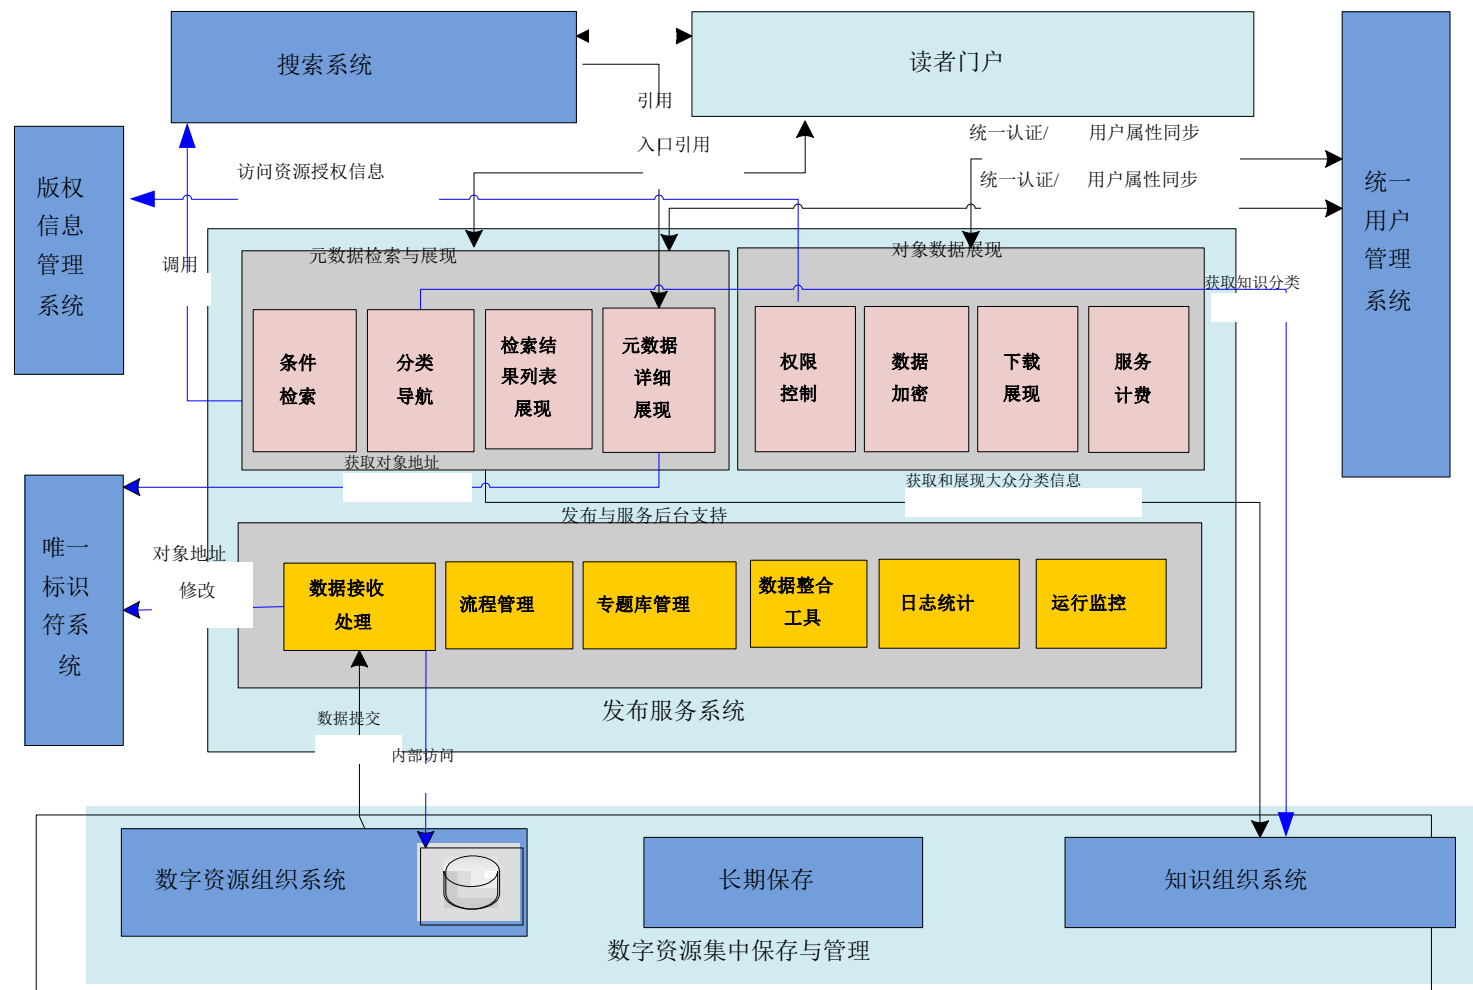 搜索系统
读者门户
引用
入口引用
统一认证/ 用户属性同步
统一认证/ 用户属性同步
版权
信息
管理
系统
访问资源授权信息
统一
用户
管理
系统
调用
元数据检索与展现
对象数据展现
获取知识分类
条件
检索
分类
导航
检索结
果列表
展现
元数据
详细
展现
权限
控制
数据
加密
下载
展现
服务
计费
获取对象地址
获取和展现大众分类信息
发布与服务后台支持
唯一
标识
符系
统
对象地址
修改
数据接收
处理
流程管理
专题库管理
数据整合
工具
日志统计
运行监控
发布服务系统
数据提交
内部访问
数字资源组织系统
长期保存
知识组织系统
数字资源集中保存与管理